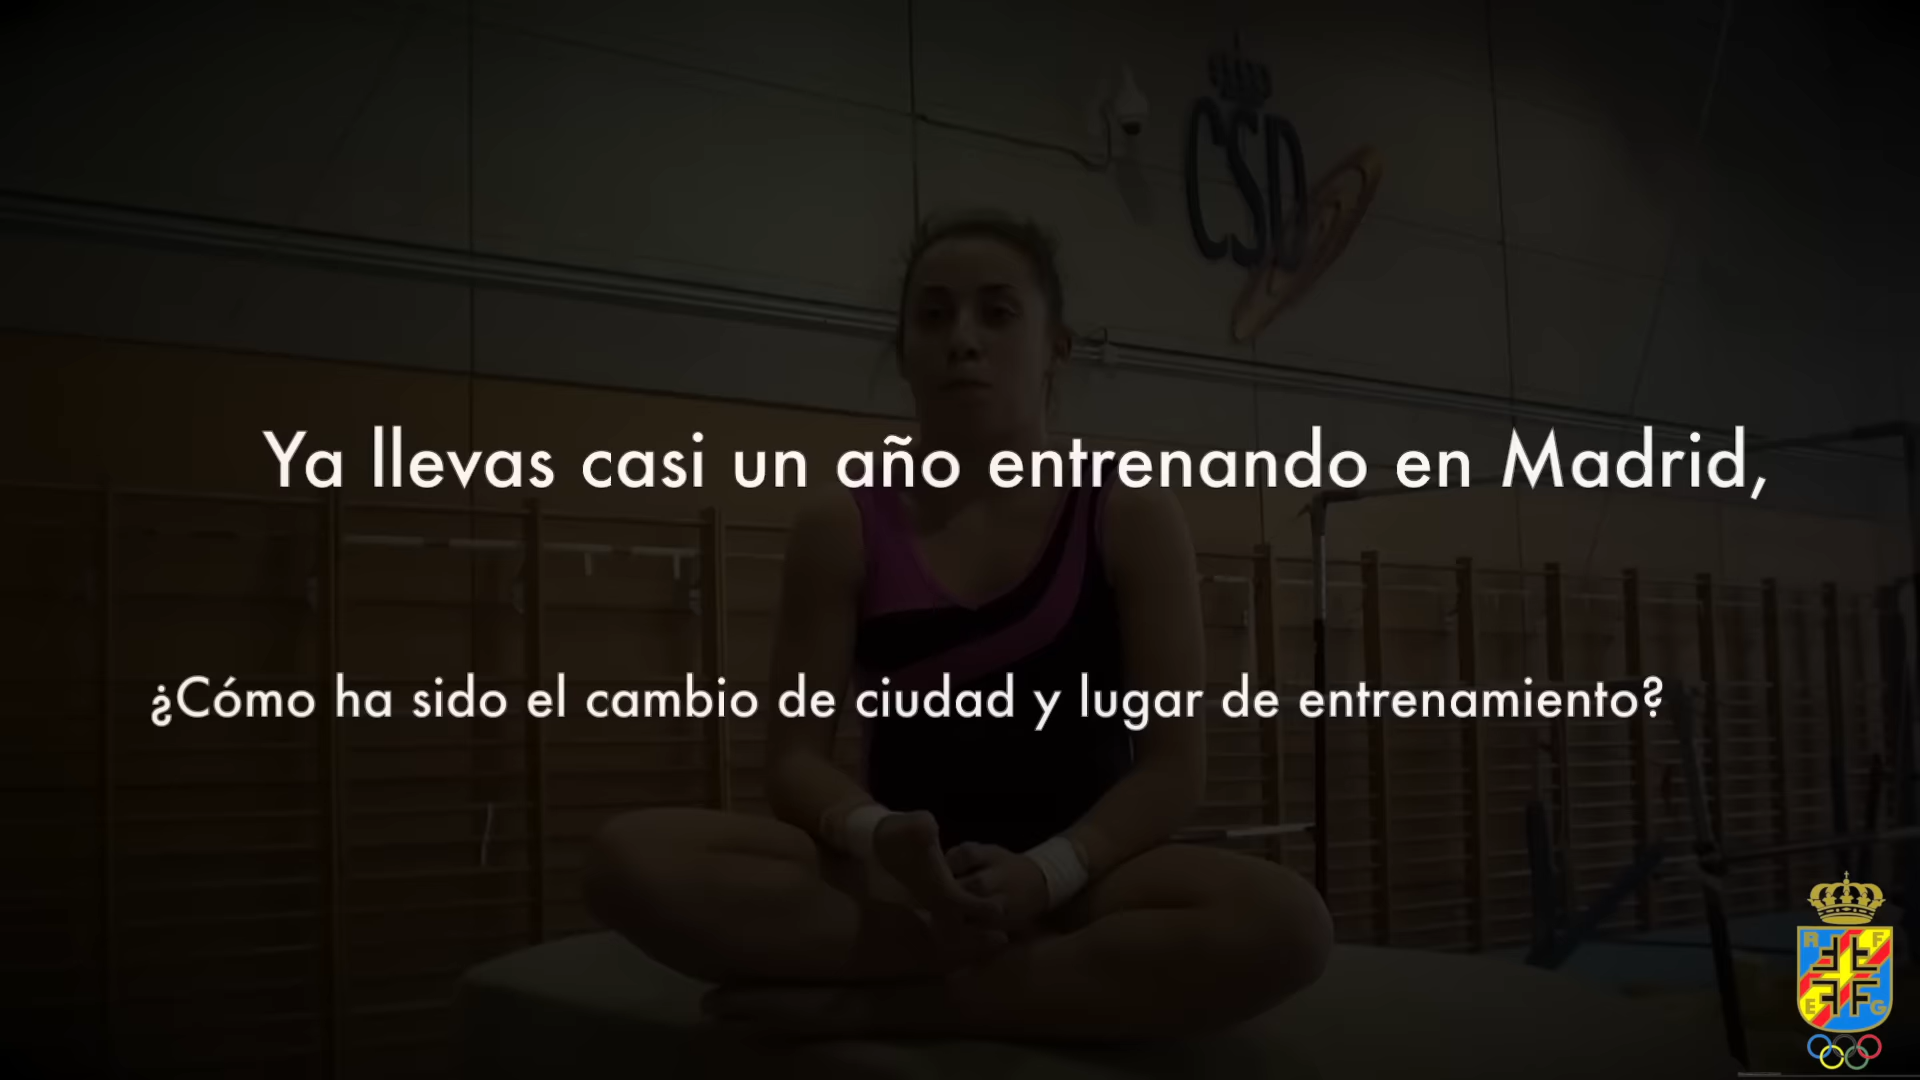 CSD
Ya llevas casi un año entrenando en Madrid,
¿Cómo ha sido el cambio de ciudad y lugar de entrenamiento?
R F
E G